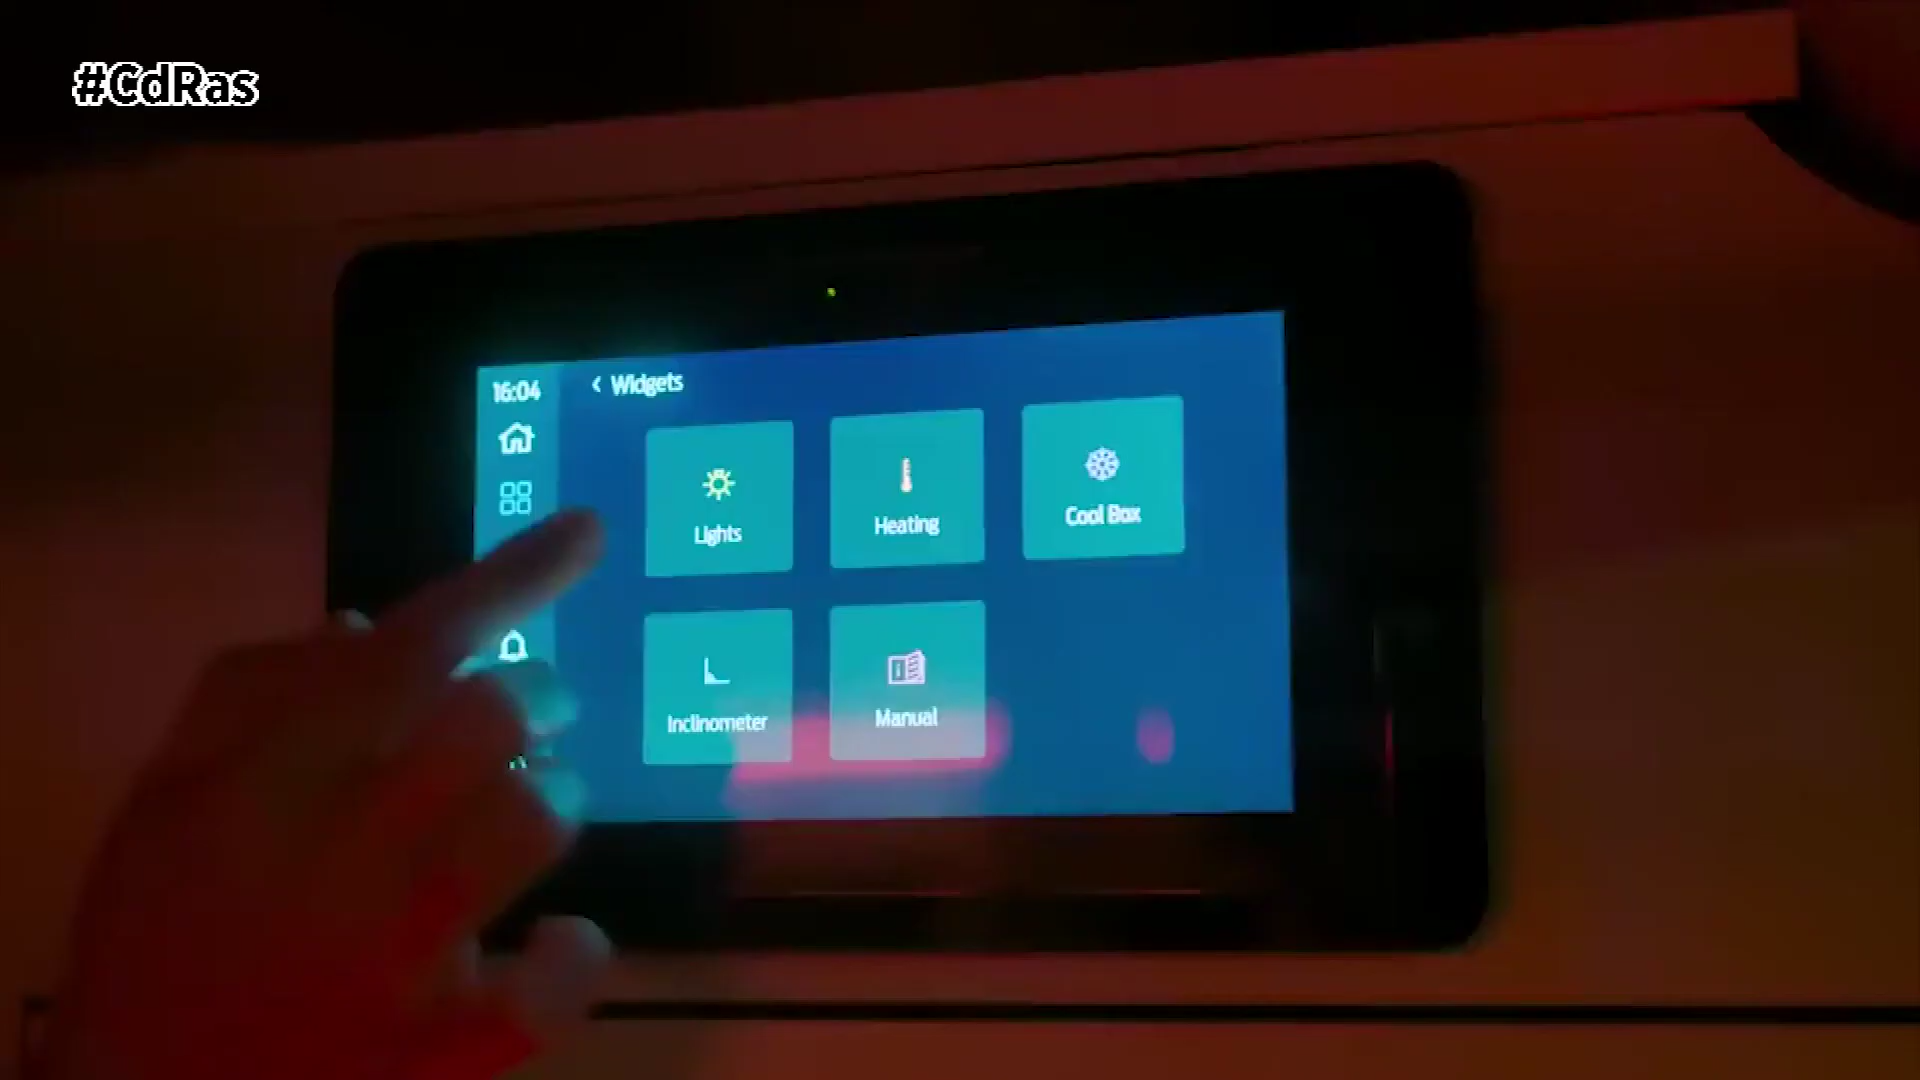 #CdRas
16:04
< Widgets
Lights
Heating
Cool Box
Inclinometer
Manual